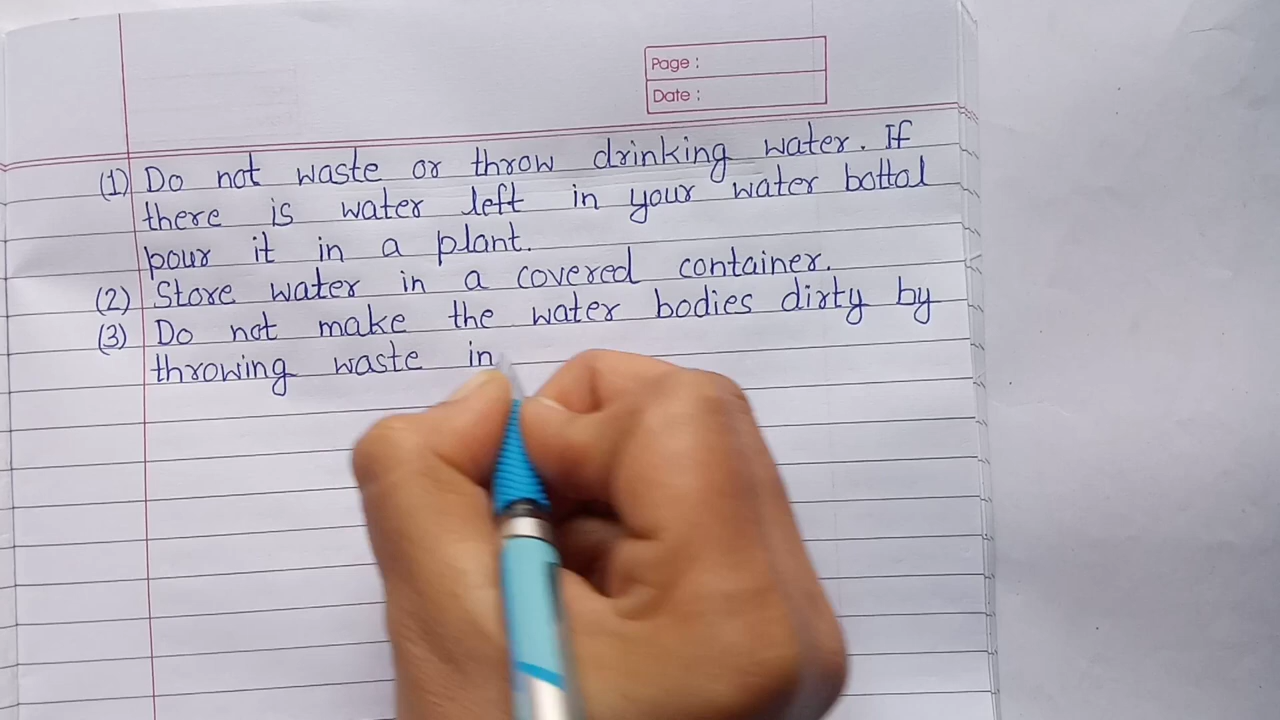 Page :
Date :
(1) Do not waste or throw drinking water. If
there is water left in your water bottol
pour it in a plant.
(2) Store water in a covered container.
(3) Do not make the water bodies dirty by
throwing waste in